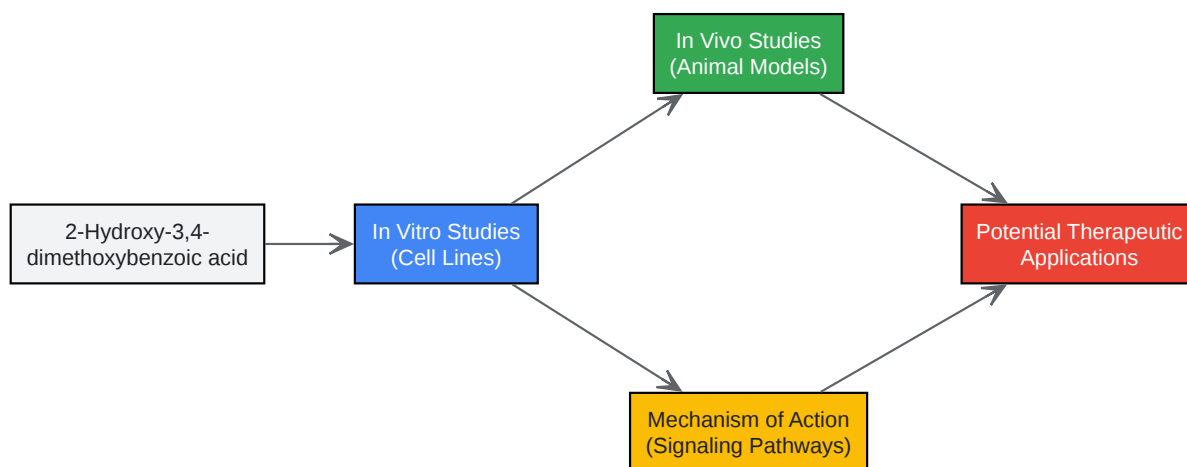 2-Hydroxy-3,4-
dimethoxybenzoic acid
In Vitro Studies
(Cell Lines)
In Vivo Studies
(Animal Models)
Mechanism of Action
(Signaling Pathways)
Potential Therapeutic
Applications